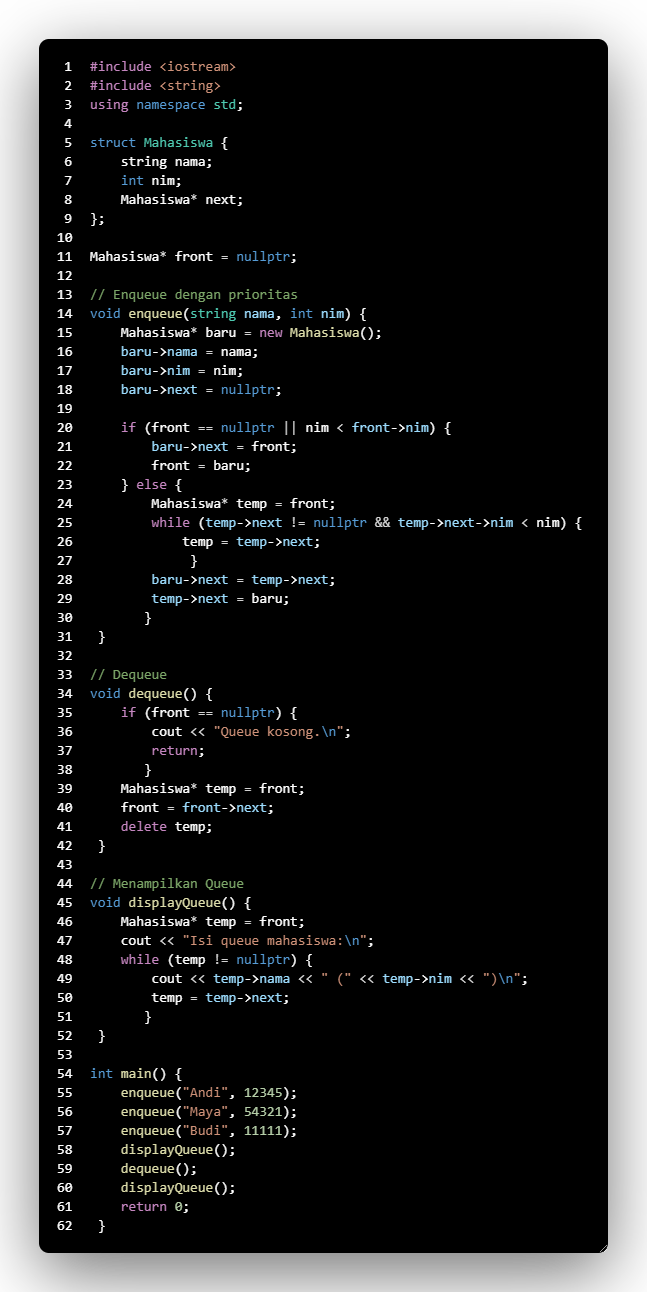 1 #include <iostream>
2 #include <string>
3 using namespace std;
4
5 struct Mahasiswa {
6     string nama;
7     int nim;
8     Mahasiswa* next;
9 };
10
11 Mahasiswa* front = nullptr;
12
13 // Enqueue dengan prioritas
14 void enqueue(string nama, int nim) {
15     Mahasiswa* baru = new Mahasiswa();
16     baru->nama = nama;
17     baru->nim = nim;
18     baru->next = nullptr;
19
20     if (front == nullptr || nim < front->nim) {
21         baru->next = front;
22         front = baru;
23     } else {
24         Mahasiswa* temp = front;
25         while (temp->next != nullptr && temp->next->nim < nim) {
26             temp = temp->next;
27              }
28         baru->next = temp->next;
29         temp->next = baru;
30        }
31  }
32
33 // Dequeue
34 void dequeue() {
35     if (front == nullptr) {
36         cout << "Queue kosong.\n";
37         return;
38        }
39     Mahasiswa* temp = front;
40     front = front->next;
41     delete temp;
42  }
43
44 // Menampilkan Queue
45 void displayQueue() {
46     Mahasiswa* temp = front;
47     cout << "Isi queue mahasiswa:\n";
48     while (temp != nullptr) {
49         cout << temp->nama << " (" << temp->nim << ")\n";
50         temp = temp->next;
51        }
52  }
53
54 int main() {
55     enqueue("Andi", 12345);
56     enqueue("Maya", 54321);
57     enqueue("Budi", 11111);
58     displayQueue();
59     dequeue();
60     displayQueue();
61     return 0;
62  }